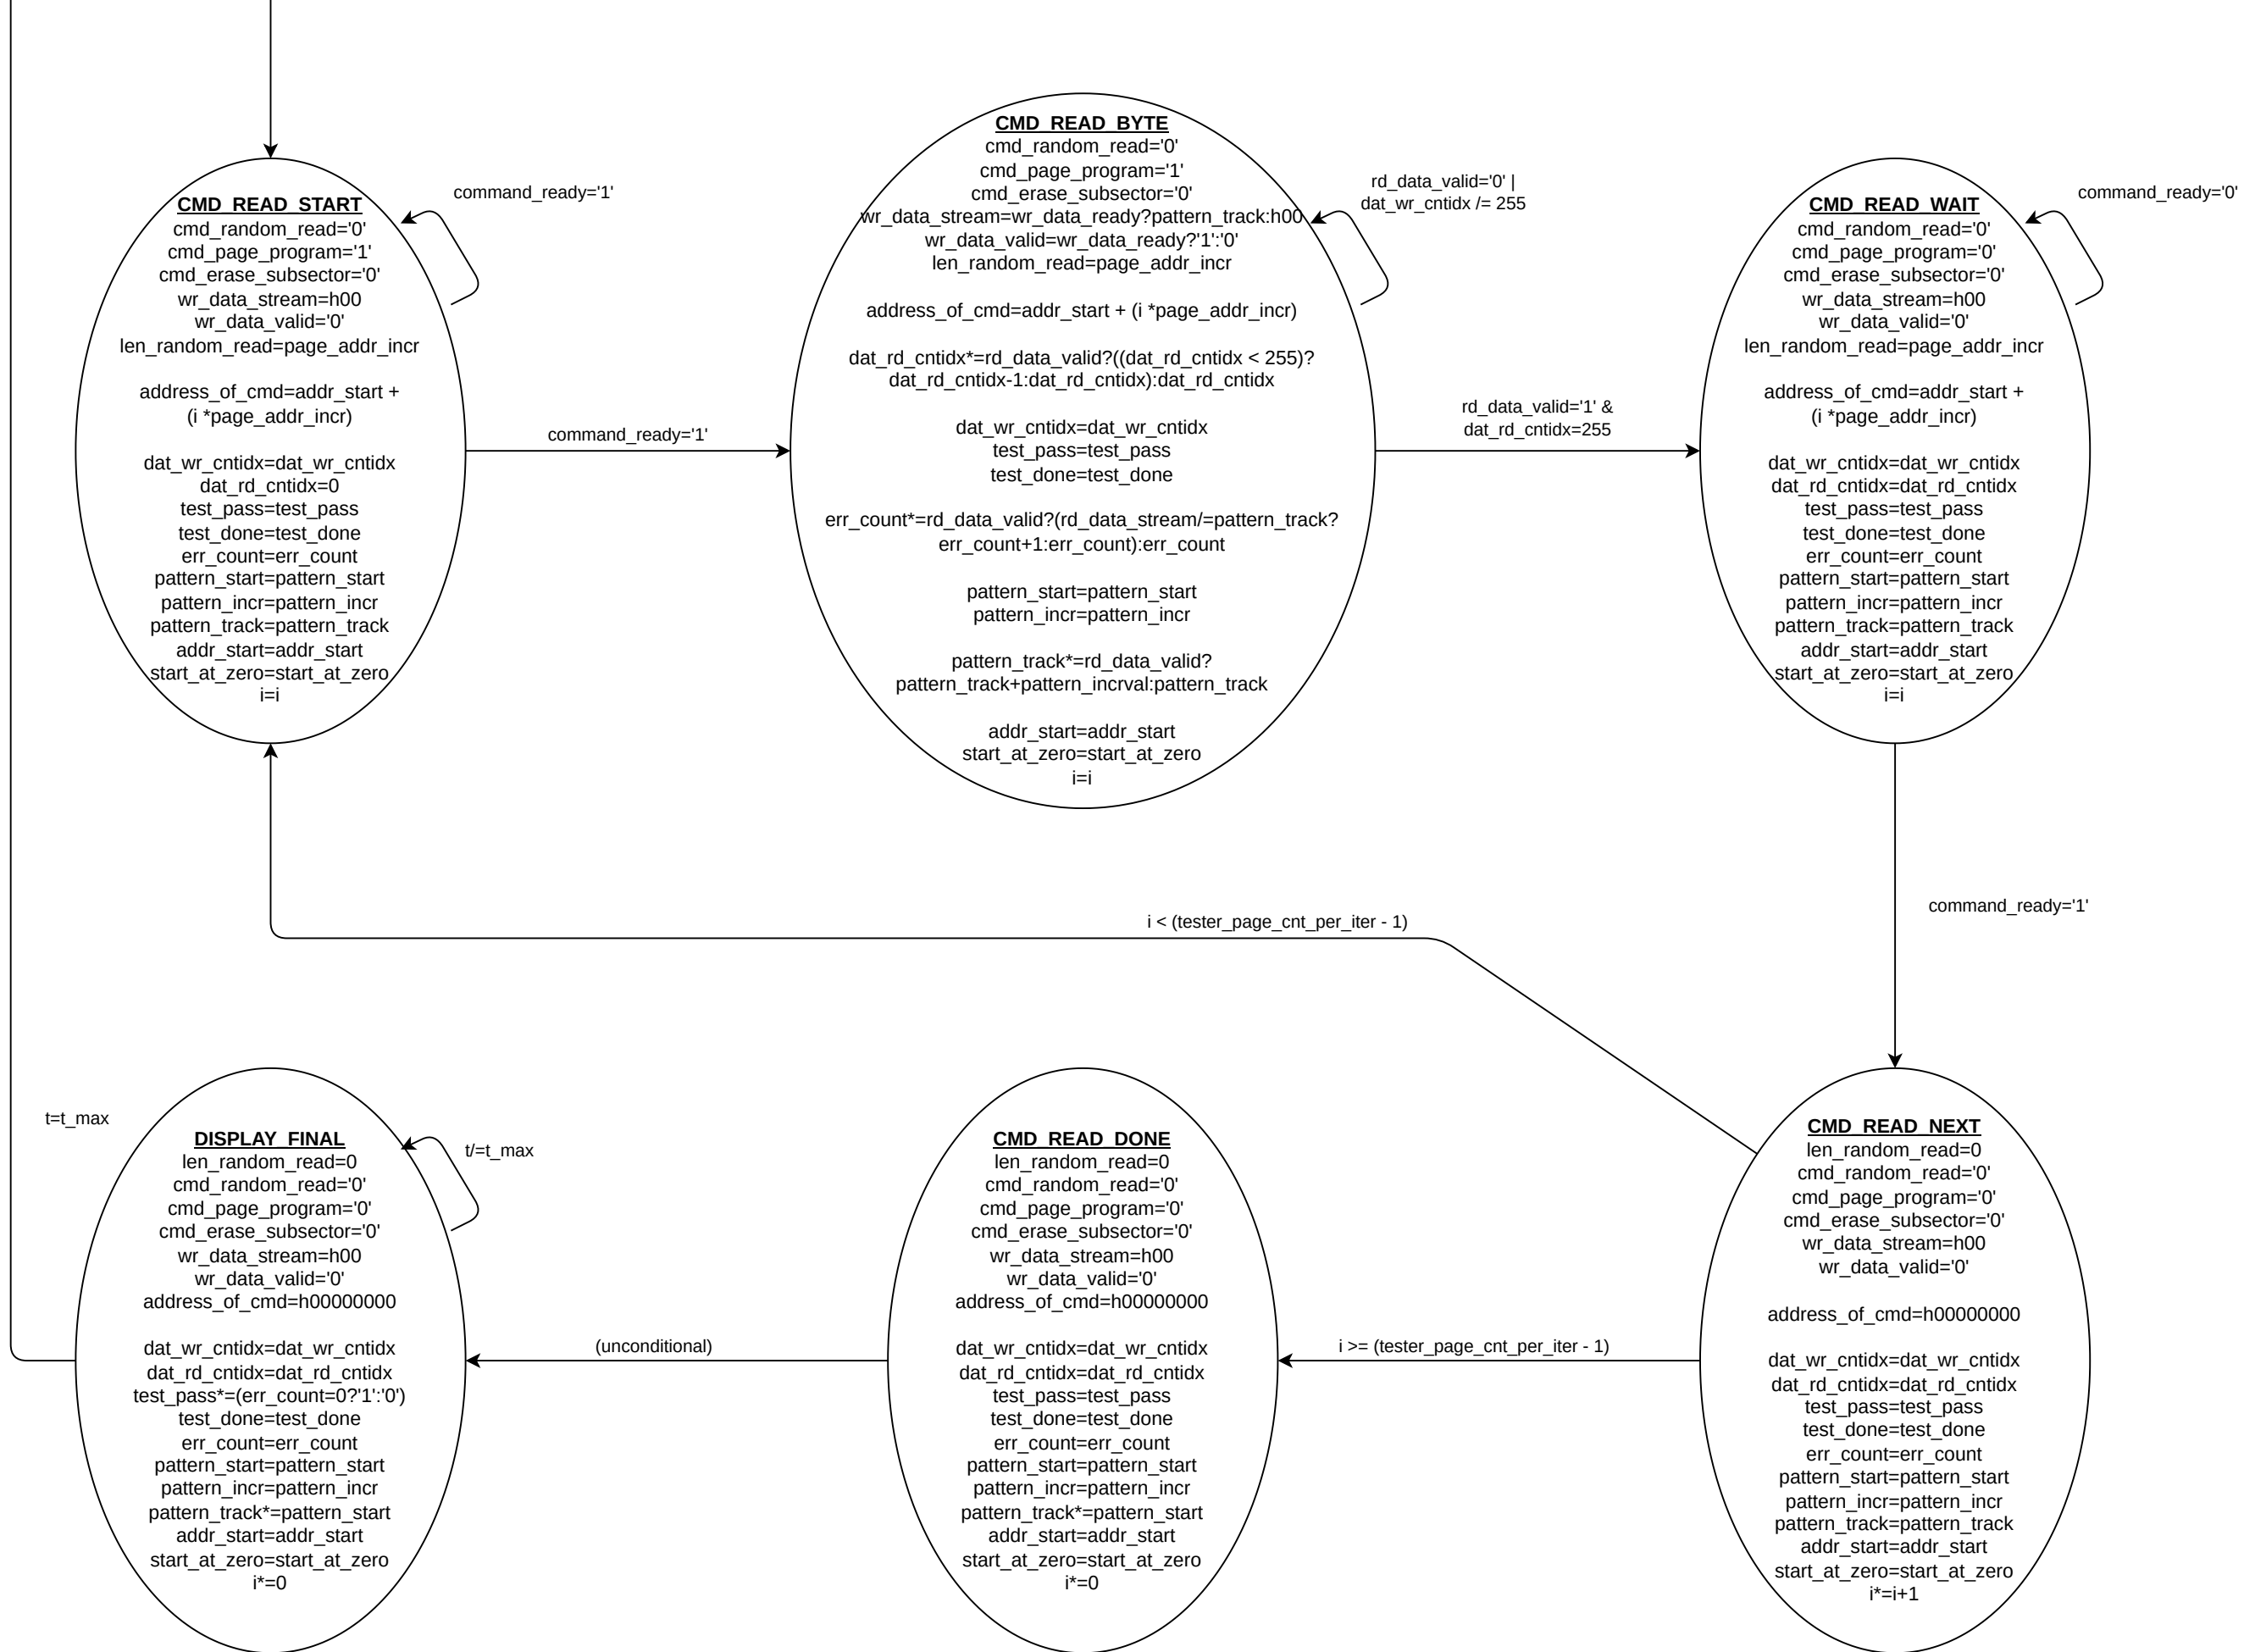 CMD_READ_START
cmd_random_read='0'
cmd_page_program='1'
cmd_erase_subsector='0'
wr_data_stream=h00
wr_data_valid='0'
len_random_read=page_addr_incr
address_of_cmd=addr_start +
(i *page_addr_incr)
dat_wr_cntidx=dat_wr_cntidx
dat_rd_cntidx=0
test_pass=test_pass
test_done=test_done
err_count=err_count
pattern_start=pattern_start
pattern_incr=pattern_incr
pattern_track=pattern_track
addr_start=addr_start
start_at_zero=start_at_zero
i=i
command_ready='1'
command_ready='1'
CMD_READ_BYTE
cmd_random_read='0'
cmd_page_program='1'
cmd_erase_subsector='0'
wr_data_stream=wr_data_ready?pattern_track:h00
wr_data_valid=wr_data_ready?'1':'0'
len_random_read=page_addr_incr
address_of_cmd=addr_start + (i *page_addr_incr)
dat_rd_cntidx*=rd_data_valid?((dat_rd_cntidx < 255)?
dat_rd_cntidx-1:dat_rd_cntidx):dat_rd_cntidx
dat_wr_cntidx=dat_wr_cntidx
test_pass=test_pass
test_done=test_done
err_count*=rd_data_valid?(rd_data_stream/=pattern_track?
err_count+1:err_count):err_count
pattern_start=pattern_start
pattern_incr=pattern_incr
pattern_track*=rd_data_valid?
pattern_track+pattern_incrval:pattern_track
addr_start=addr_start
start_at_zero=start_at_zero
i=i
rd_data_valid='0' |
dat_wr_cntidx /= 255
rd_data_valid='1' &
dat_rd_cntidx=255
CMD_READ_WAIT
cmd_random_read='0'
cmd_page_program='0'
cmd_erase_subsector='0'
wr_data_stream=h00
wr_data_valid='0'
len_random_read=page_addr_incr
address_of_cmd=addr_start +
(i *page_addr_incr)
dat_wr_cntidx=dat_wr_cntidx
dat_rd_cntidx=dat_rd_cntidx
test_pass=test_pass
test_done=test_done
err_count=err_count
pattern_start=pattern_start
pattern_incr=pattern_incr
pattern_track=pattern_track
addr_start=addr_start
start_at_zero=start_at_zero
i=i
command_ready='0'
command_ready='1'
i < (tester_page_cnt_per_iter - 1)
t=t_max
DISPLAY_FINAL
len_random_read=0
cmd_random_read='0'
cmd_page_program='0'
cmd_erase_subsector='0'
wr_data_stream=h00
wr_data_valid='0'
address_of_cmd=h00000000
dat_wr_cntidx=dat_wr_cntidx
dat_rd_cntidx=dat_rd_cntidx
test_pass*=(err_count=0?'1':'0')
test_done=test_done
err_count=err_count
pattern_start=pattern_start
pattern_incr=pattern_incr
pattern_track*=pattern_start
addr_start=addr_start
start_at_zero=start_at_zero
i*=0
t/=t_max
(unconditional)
CMD_READ_DONE
len_random_read=0
cmd_random_read='0'
cmd_page_program='0'
cmd_erase_subsector='0'
wr_data_stream=h00
wr_data_valid='0'
address_of_cmd=h00000000
dat_wr_cntidx=dat_wr_cntidx
dat_rd_cntidx=dat_rd_cntidx
test_pass=test_pass
test_done=test_done
err_count=err_count
pattern_start=pattern_start
pattern_incr=pattern_incr
pattern_track*=pattern_start
addr_start=addr_start
start_at_zero=start_at_zero
i*=0
i >= (tester_page_cnt_per_iter - 1)
CMD_READ_NEXT
len_random_read=0
cmd_random_read='0'
cmd_page_program='0'
cmd_erase_subsector='0'
wr_data_stream=h00
wr_data_valid='0'
address_of_cmd=h00000000
dat_wr_cntidx=dat_wr_cntidx
dat_rd_cntidx=dat_rd_cntidx
test_pass=test_pass
test_done=test_done
err_count=err_count
pattern_start=pattern_start
pattern_incr=pattern_incr
pattern_track=pattern_track
addr_start=addr_start
start_at_zero=start_at_zero
i*=i+1